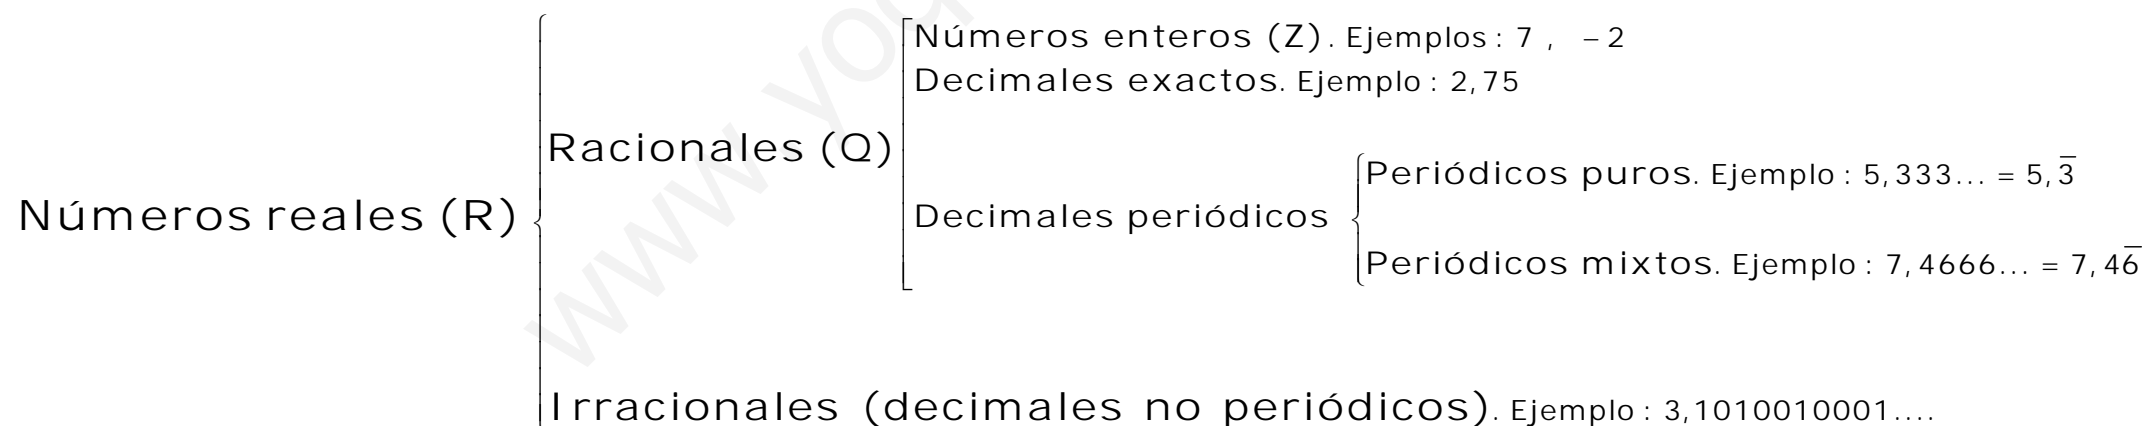 Números enteros (Z). Ejemplos : 7 , −2
Decimales exactos. Ejemplo : 2,75
Racionales (Q)
Periódicos puros. Ejemplo : 5,333... = 5,3̅
Números reales (R)
Decimales periódicos
Periódicos mixtos. Ejemplo : 7,4666... = 7,46̅
Irracionales (decimales no periódicos). Ejemplo : 3,1010010001....
www